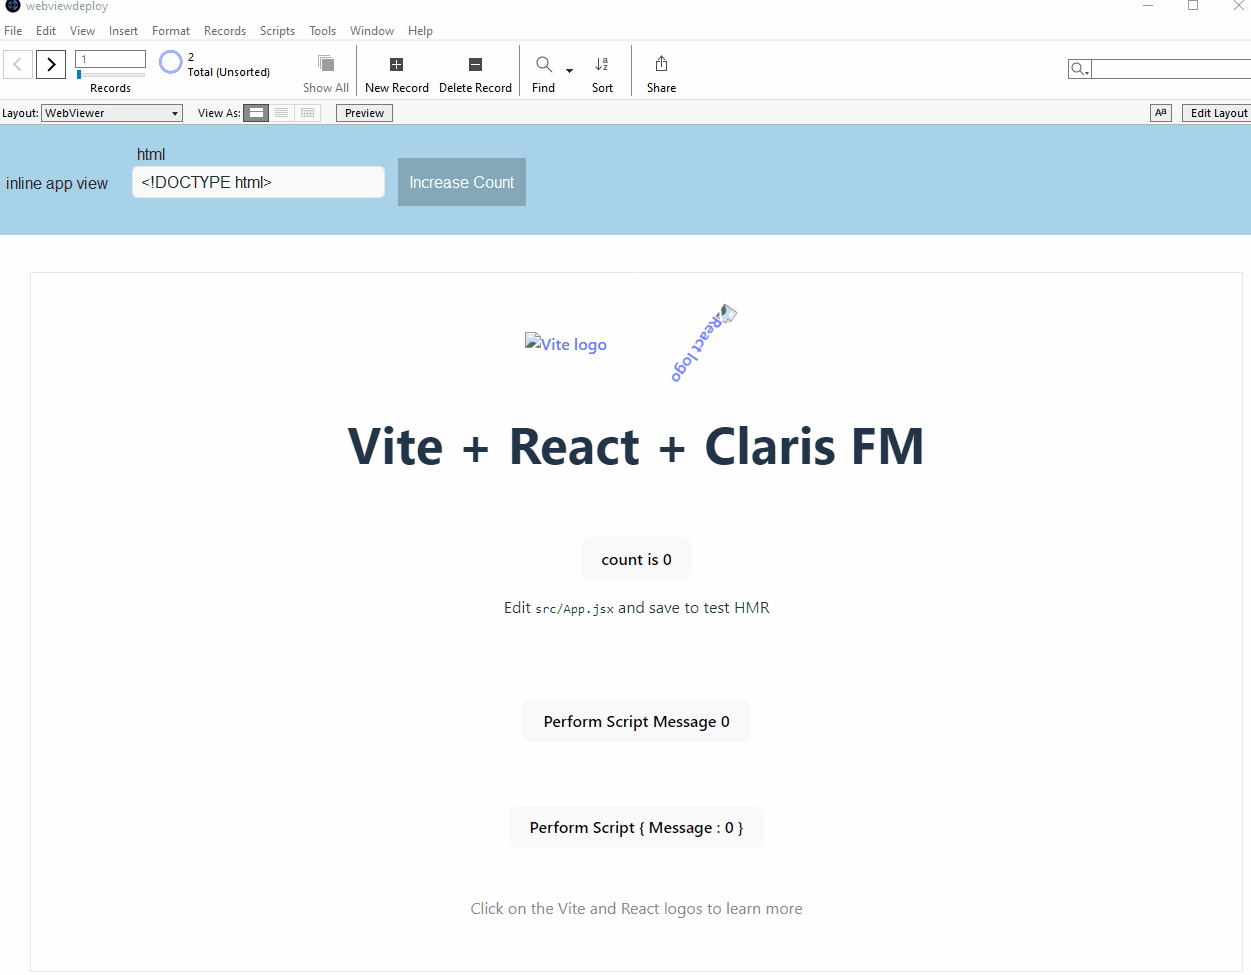 webviewdeploy
File Edit View Insert Format Records Scripts Tools Window Help
1
2
Total (Unsorted)
Records
Show All
New Record
Delete Record
Find
Sort
Share
Layout: WebViewer View As: Preview Aa Edit Layout
html
inline app view
<!DOCTYPE html>
Increase Count
Vite logo
React logo
Vite + React + Claris FM
count is 0
Edit src/App.jsx and save to test HMR
Perform Script Message 0
Perform Script { Message : 0 }
Click on the Vite and React logos to learn more